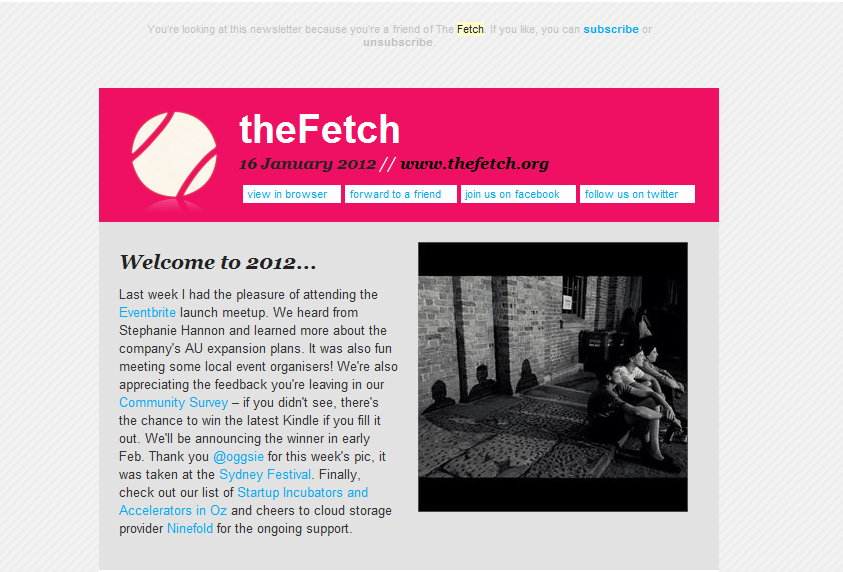 You're looking at this newsletter because you're a friend of The Fetch. If you like, you can subscribe or
unsubscribe.
theFetch
16 January 2012 // www.thefetch.org
view in browser forward to a friend join us on facebook follow us on twitter
Welcome to 2012...
Last week I had the pleasure of attending the
Eventbrite launch meetup. We heard from
Stephanie Hannon and learned more about the
company's AU expansion plans. It was also fun
meeting some local event organisers! We're also
appreciating the feedback you're leaving in our
Community Survey – if you didn't see, there's
the chance to win the latest Kindle if you fill it
out. We'll be announcing the winner in early
Feb. Thank you @oggsie for this week's pic, it
was taken at the Sydney Festival. Finally,
check out our list of Startup Incubators and
Accelerators in Oz and cheers to cloud storage
provider Ninefold for the ongoing support.